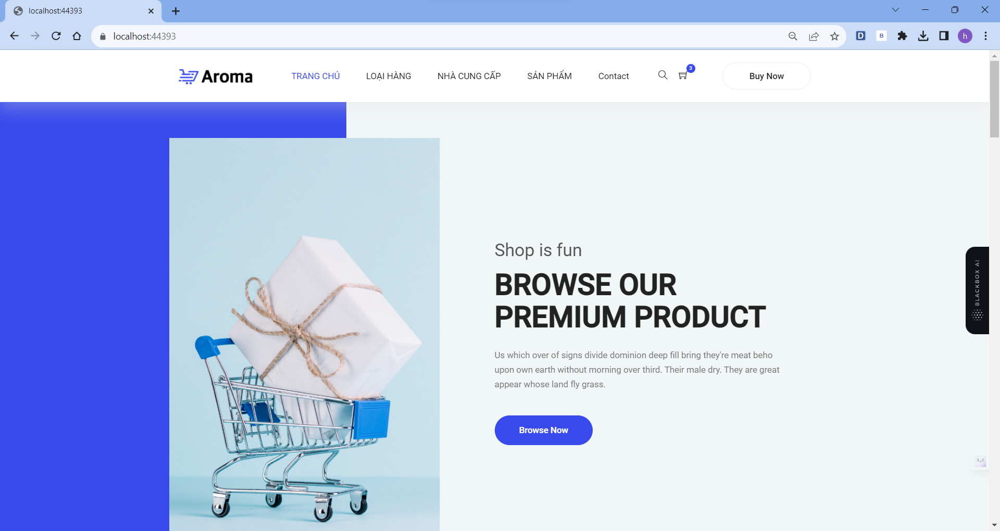 localhost:44393
localhost:44393
D
B
h
Aroma
TRANG CHỦ
LOẠI HÀNG
NHÀ CUNG CẤP
SẢN PHẨM
Contact
3
Buy Now
Shop is fun
BROWSE OUR
PREMIUM PRODUCT
Us which over of signs divide dominion deep fill bring they're meat beho
upon own earth without morning over third. Their male dry. They are great
appear whose land fly grass.
Browse Now
BLACKBOX AI